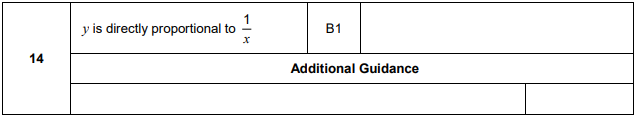 14
y is directly proportional to 1/x
B1
Additional Guidance